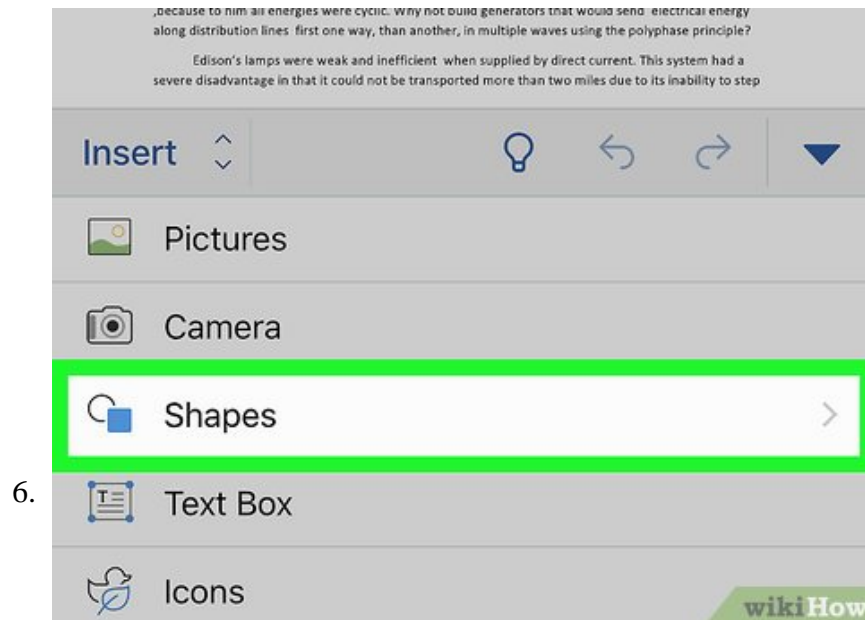 ,because to him all energies were cyclic. Why not build generators that would send electrical energy
along distribution lines first one way, than another, in multiple waves using the polyphase principle?
Edison's lamps were weak and inefficient when supplied by direct current. This system had a
severe disadvantage in that it could not be transported more than two miles due to its inability to step
Insert
Pictures
Camera
Shapes
6.
Text Box
Icons
wikiHow